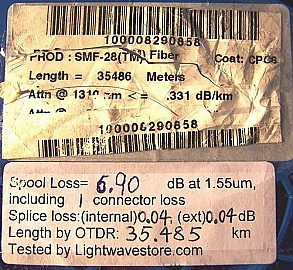 100008290858
PROD : SMF-28(TM) Fiber Coat: CPC6
Length = 35486 Meters
Attn @ 1310 nm <= .331 dB/km
100008290858
Spool Loss= 6.90 dB at 1.55um,
including 1 connector loss
Splice loss:(internal)0.04, (ext)0.04 dB
Length by OTDR: 35.485 km
Tested by Lightwavestore.com